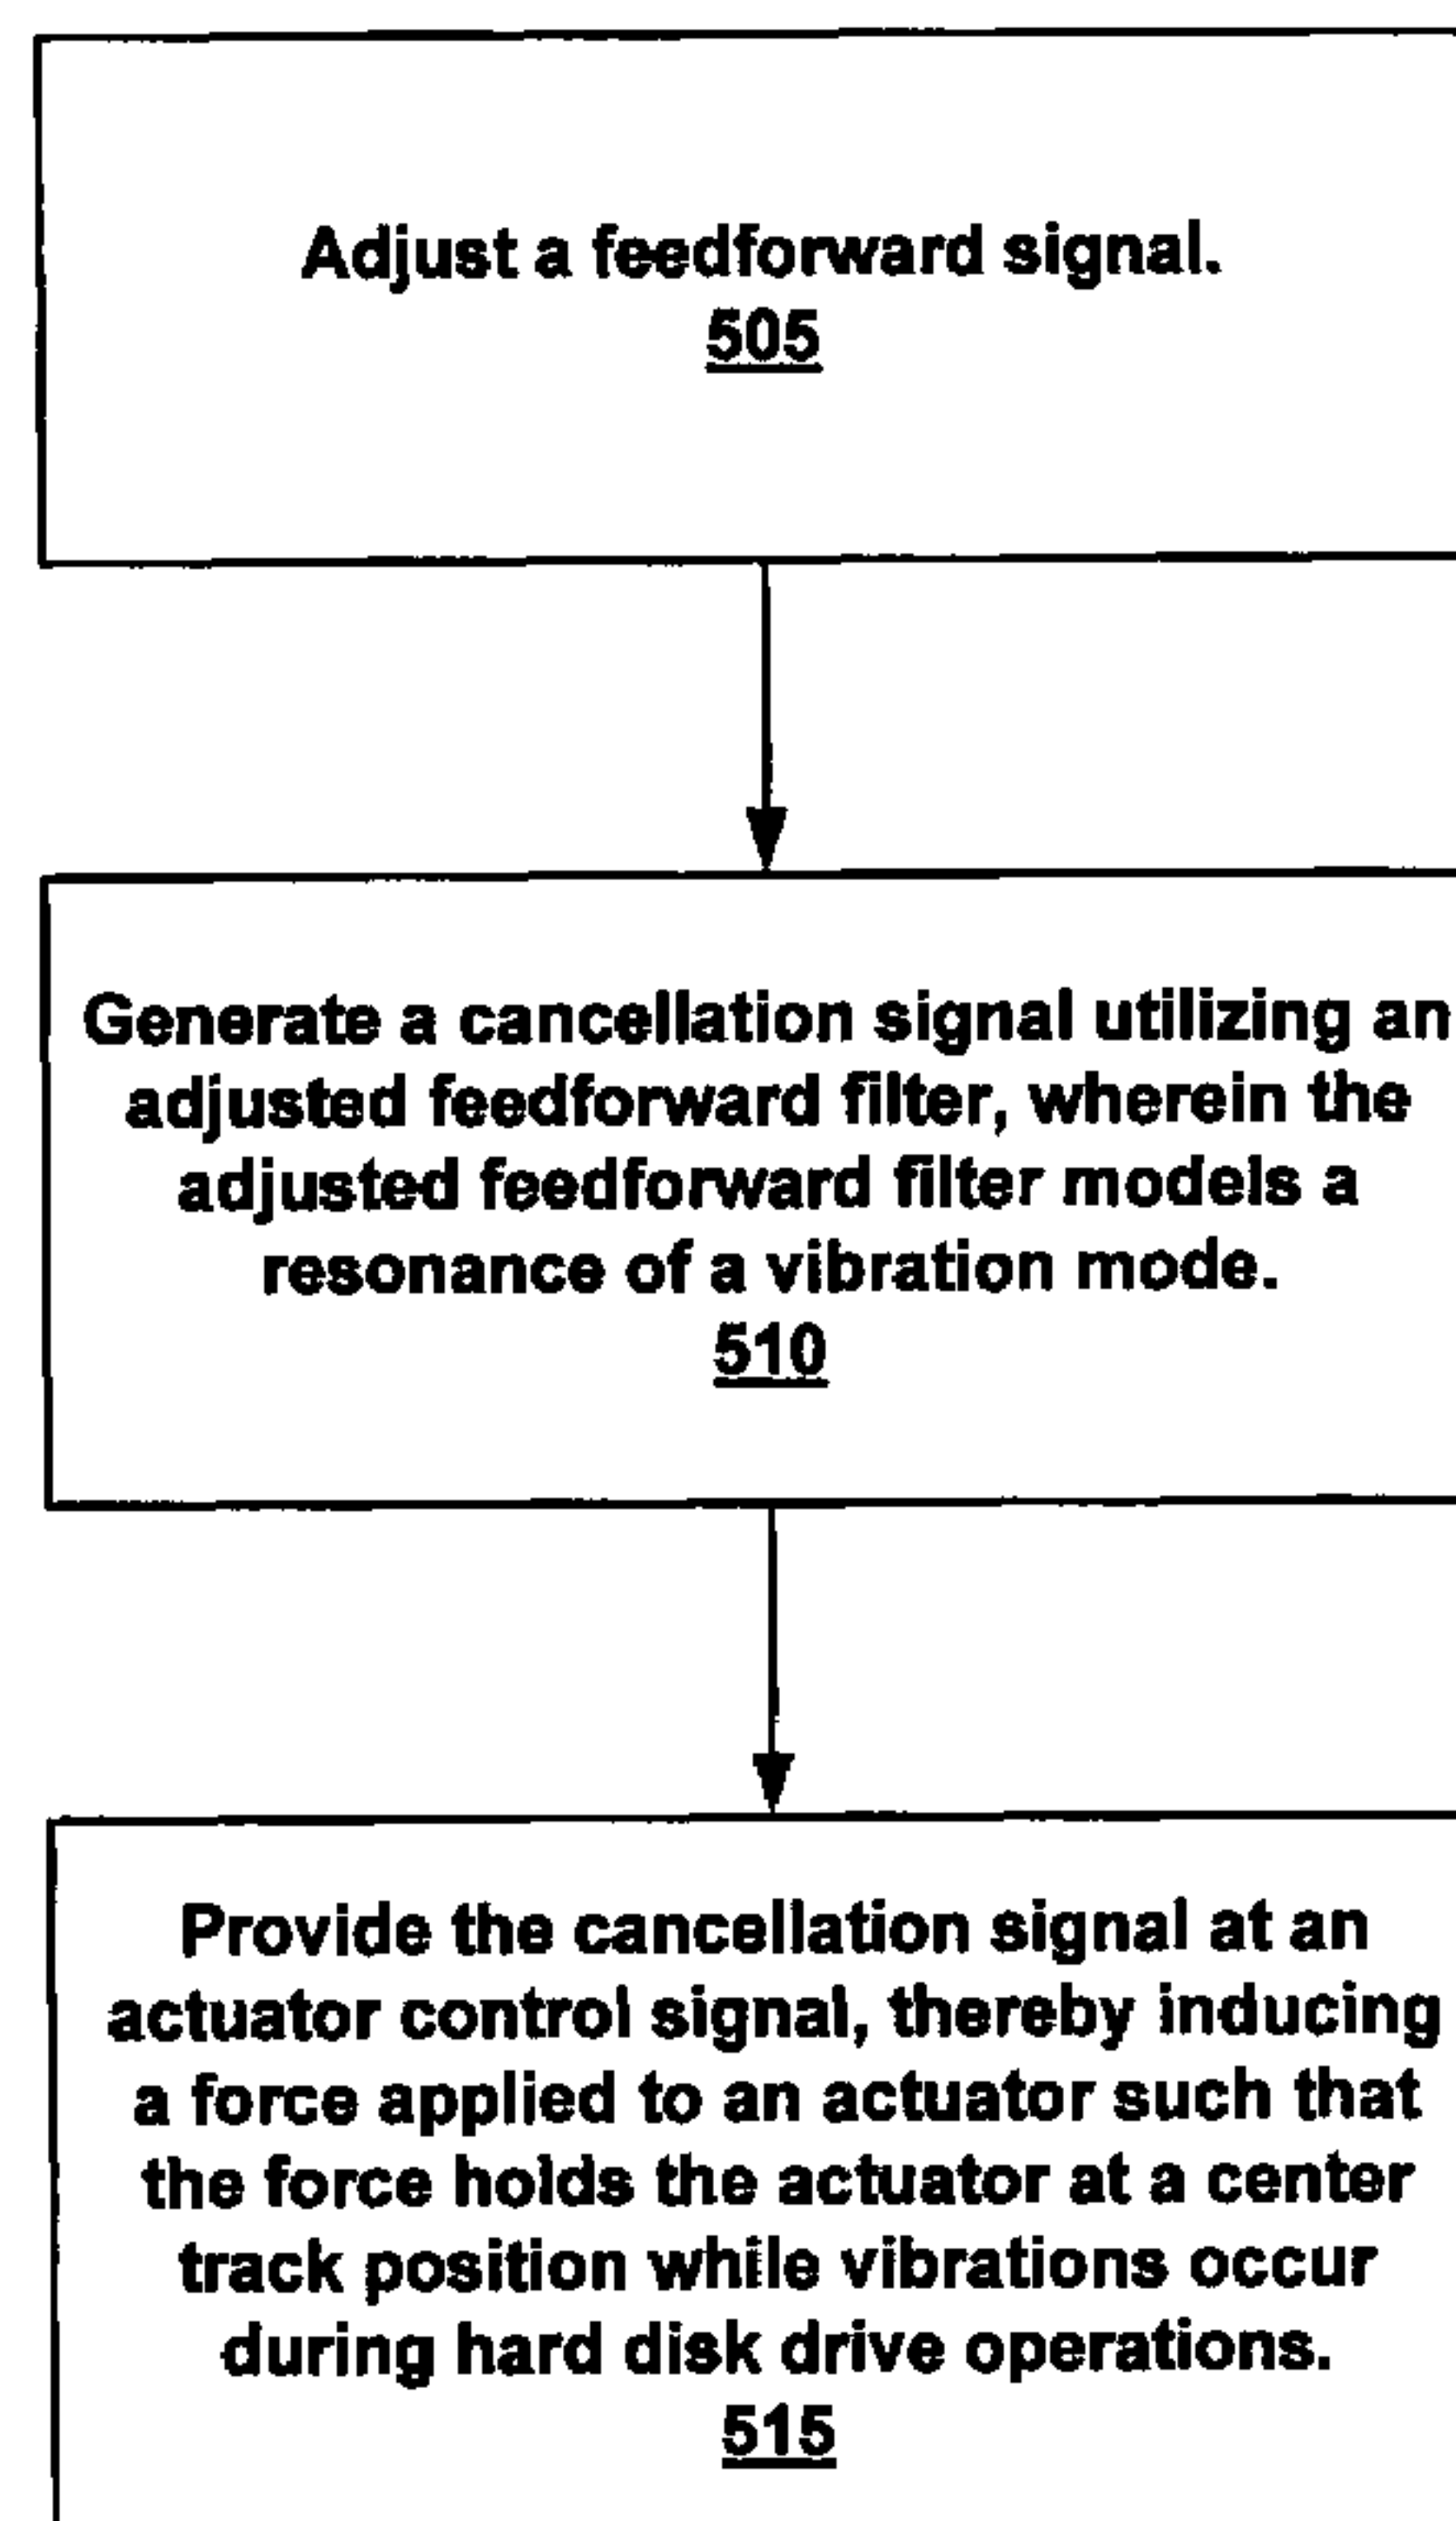 Adjust a feedforward signal.
505
Generate a cancellation signal utilizing an
adjusted feedforward filter, wherein the
adjusted feedforward filter models a
resonance of a vibration mode.
510
Provide the cancellation signal at an
actuator control signal, thereby inducing
a force applied to an actuator such that
the force holds the actuator at a center
track position while vibrations occur
during hard disk drive operations.
515